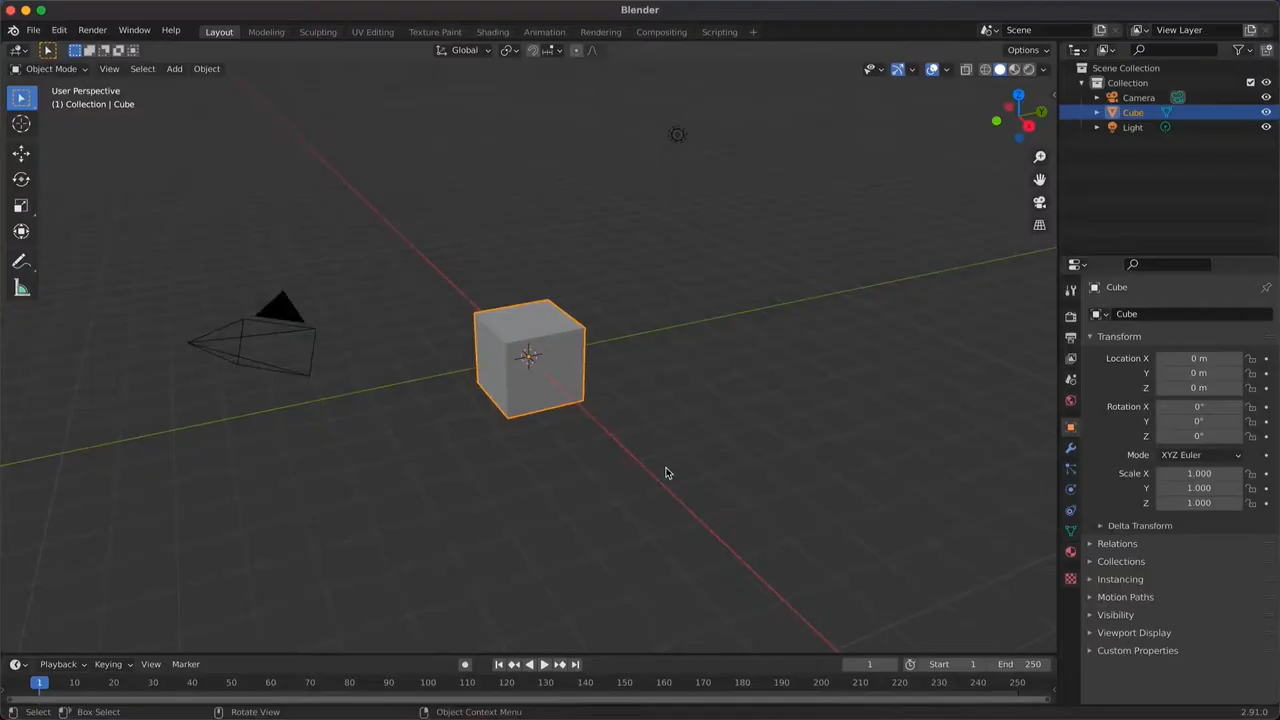 Blender
File Edit Render Window Help
Layout Modeling Sculpting UV Editing Texture Paint Shading Animation Rendering Compositing Scripting +
Scene
View Layer
Global
Options
Object Mode View Select Add Object
User Perspective
(1) Collection | Cube
Z
Y
X
Scene Collection
Collection
Camera
Cube
Light
Cube
Cube
Transform
Location X 0 m
Y 0 m
Z 0 m
Rotation X 0°
Y 0°
Z 0°
Mode XYZ Euler
Scale X 1.000
Y 1.000
Z 1.000
Delta Transform
Relations
Collections
Instancing
Motion Paths
Visibility
Viewport Display
Custom Properties
Playback Keying View Marker
1 Start 1 End 250
1 10 20 30 40 50 60 70 80 90 100 110 120 130 140 150 160 170 180 190 200 210 220 230 240 250
Select Box Select Rotate View Object Context Menu 2.91.0